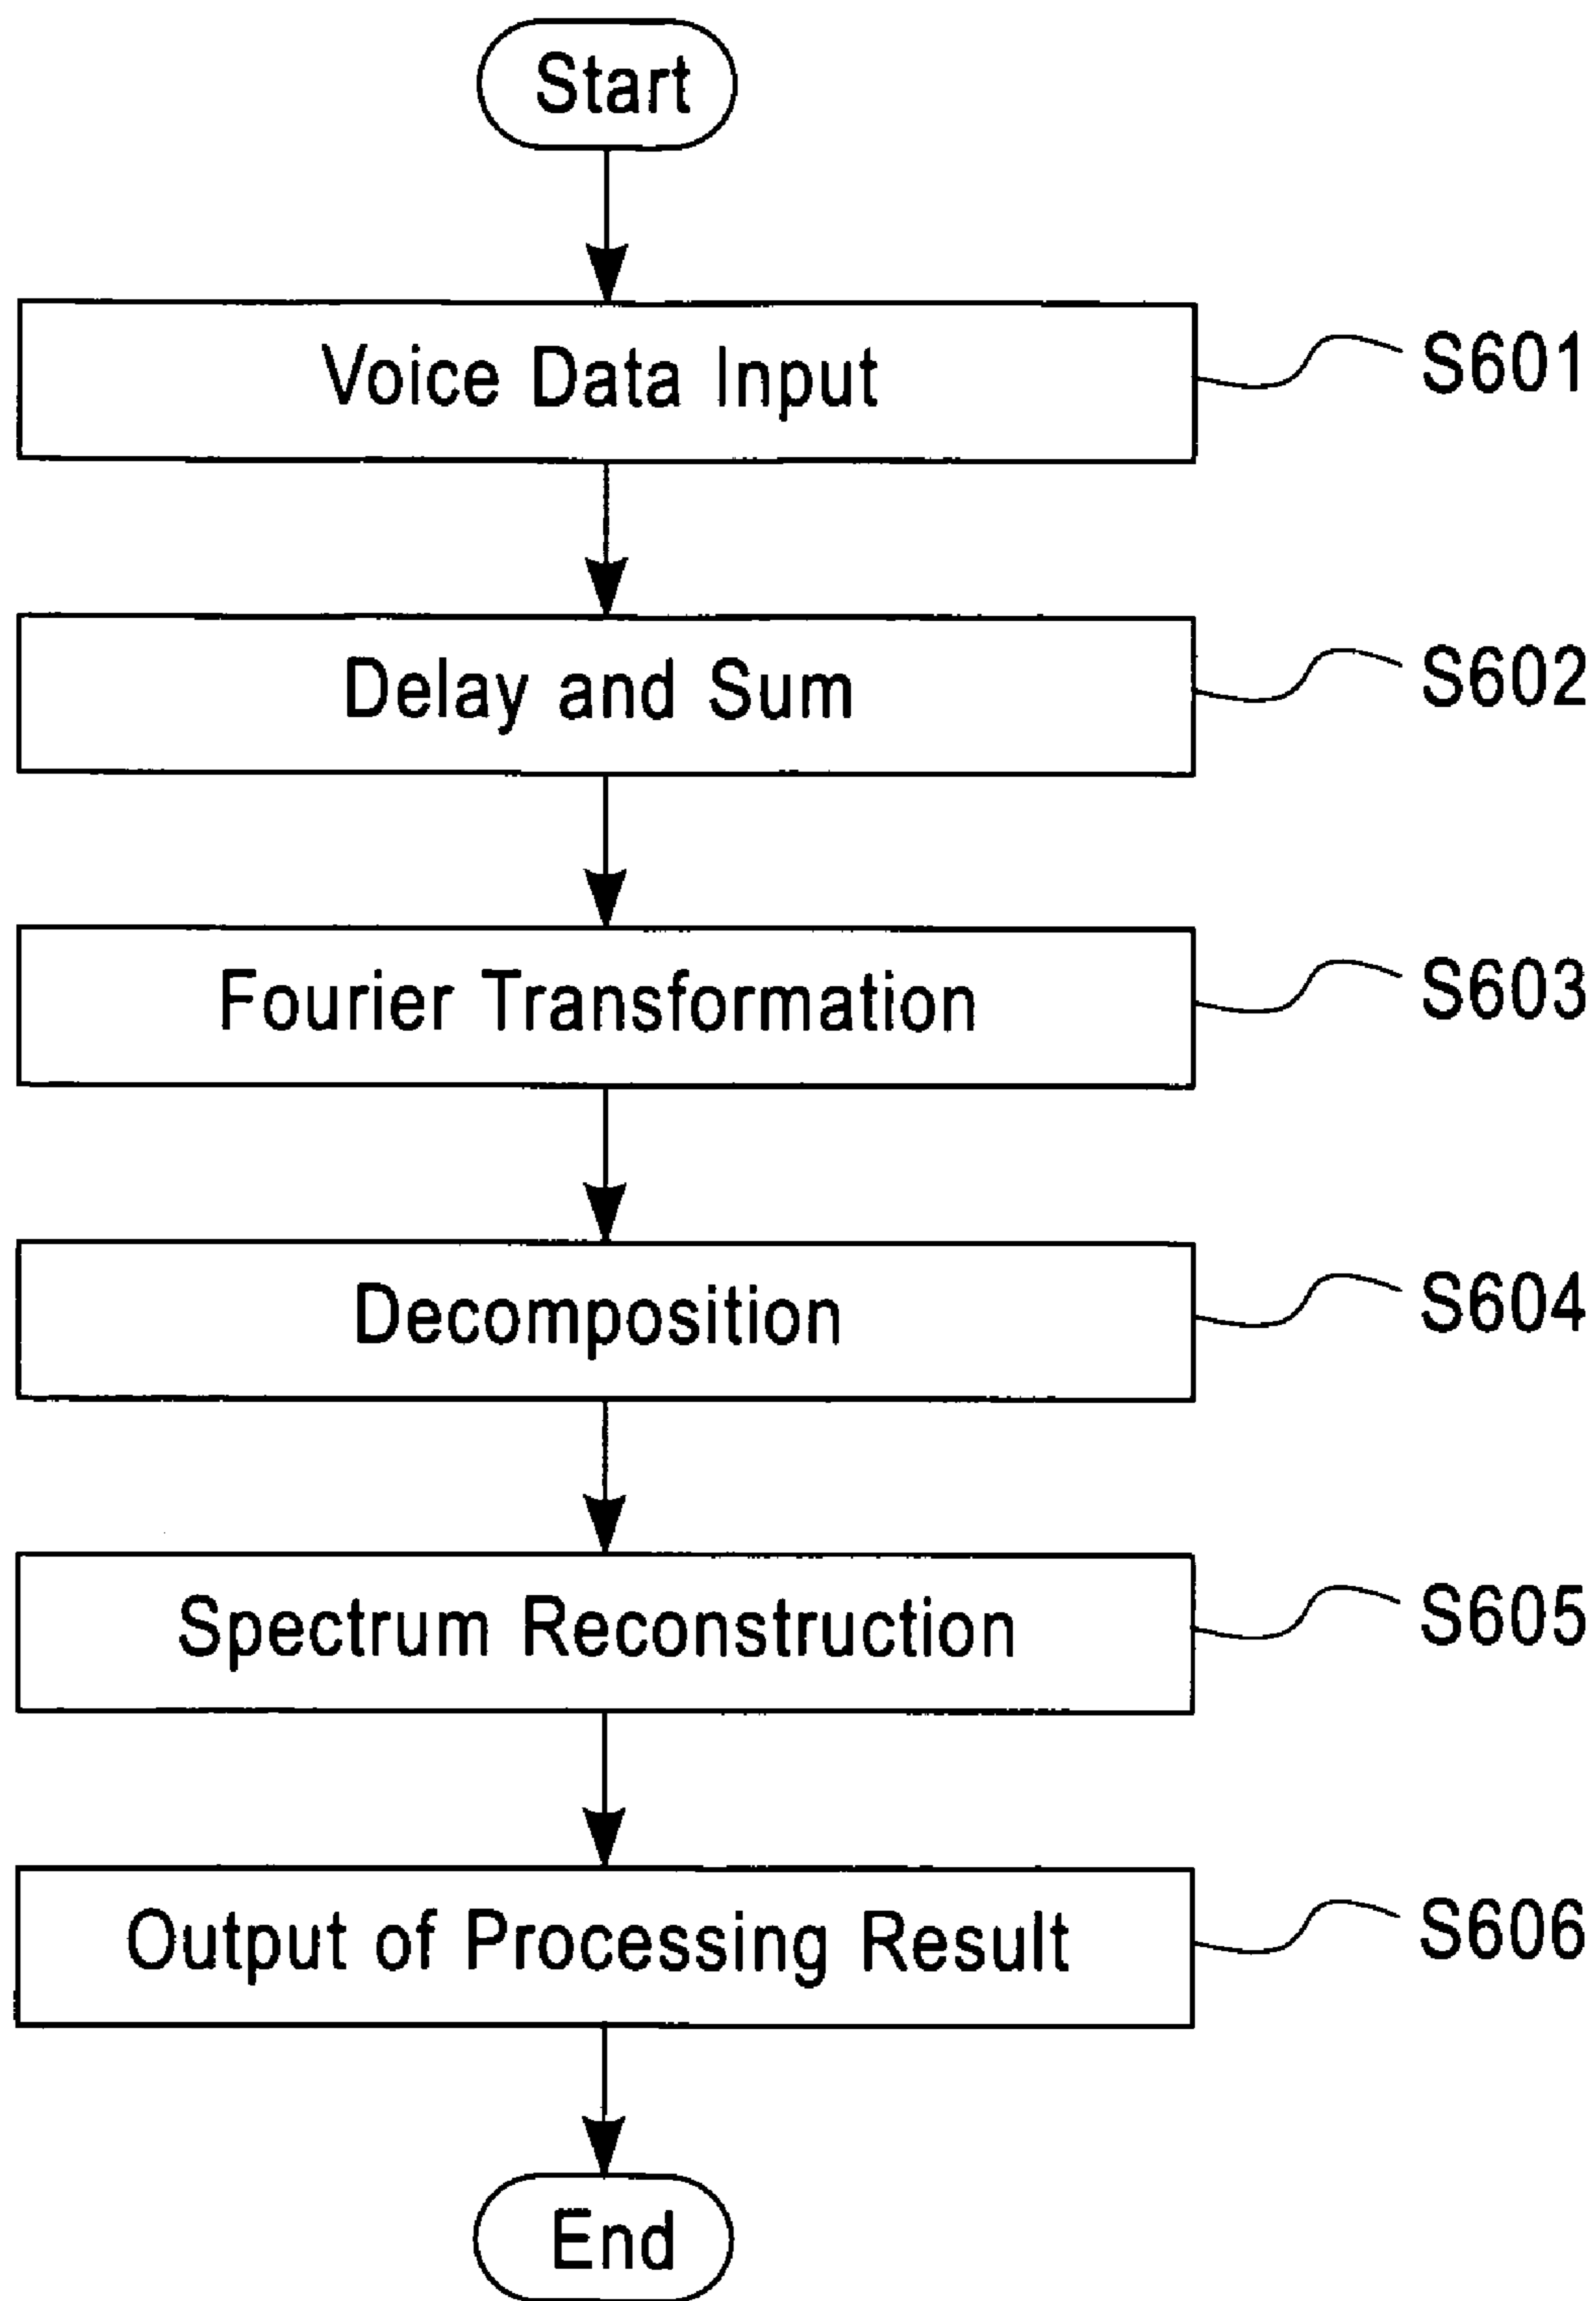 Start
Voice Data Input S601
Delay and Sum S602
Fourier Transformation S603
Decomposition S604
Spectrum Reconstruction S605
Output of Processing Result S606
End